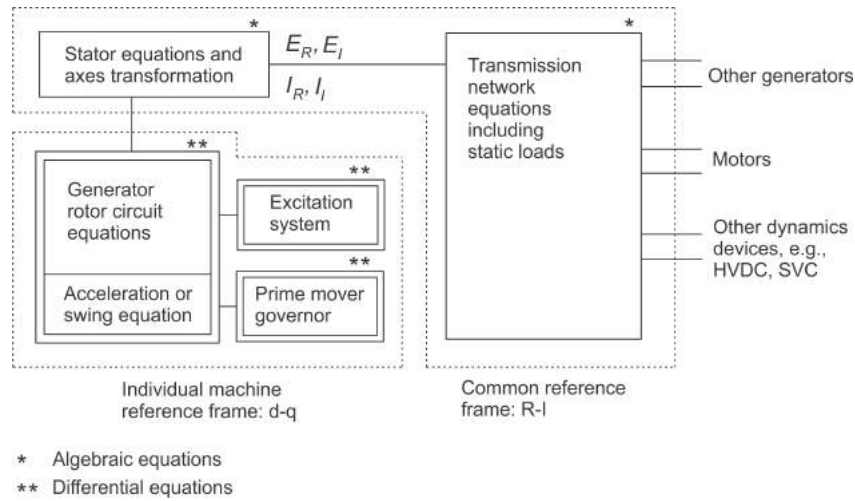 *
Stator equations and
axes transformation
E_R, E_I
I_R, I_I
*
Transmission
network
equations
including
static loads
Other generators
Motors
Other dynamics
devices, e.g.,
HVDC, SVC
**
Generator
rotor circuit
equations
Acceleration or
swing equation
**
Excitation
system
**
Prime mover
governor
Individual machine
reference frame: d-q
Common reference
frame: R-I
* Algebraic equations
** Differential equations